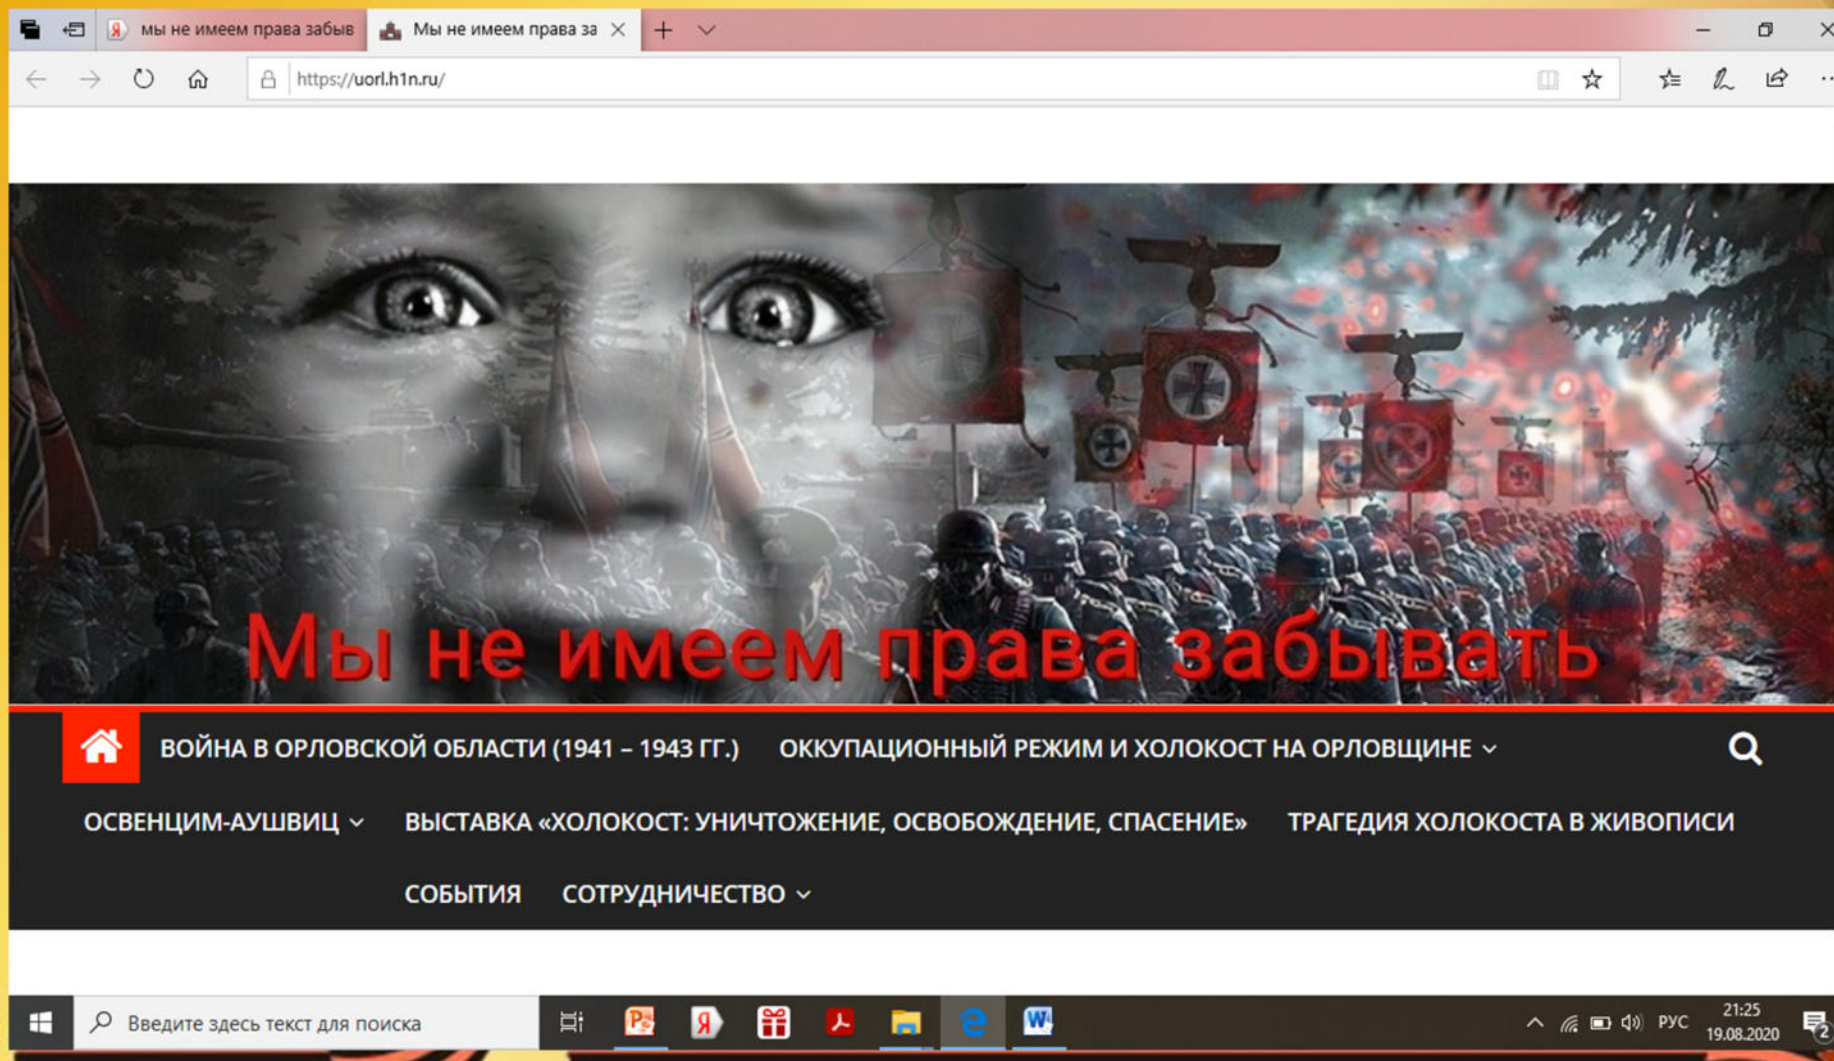 мы не имеем права забыв
Мы не имеем права за
https://uorl.h1n.ru/
Мы не имеем права забывать
ВОЙНА В ОРЛОВСКОЙ ОБЛАСТИ (1941 – 1943 ГГ.) ОККУПАЦИОННЫЙ РЕЖИМ И ХОЛОКОСТ НА ОРЛОВЩИНЕ
ОСВЕНЦИМ-АУШВИЦ ВЫСТАВКА «ХОЛОКОСТ: УНИЧТОЖЕНИЕ, ОСВОБОЖДЕНИЕ, СПАСЕНИЕ» ТРАГЕДИЯ ХОЛОКОСТА В ЖИВОПИСИ
СОБЫТИЯ СОТРУДНИЧЕСТВО
Введите здесь текст для поиска
РУС
21:25
19.08.2020
2